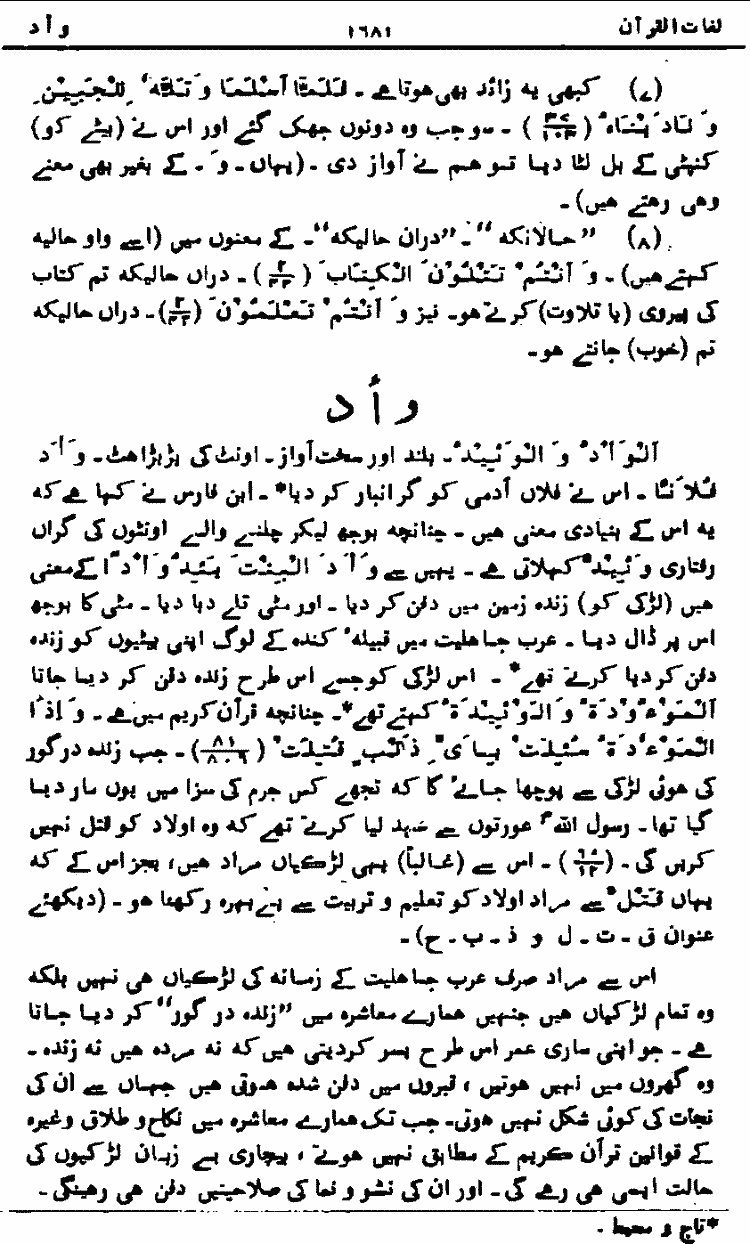 لغات القرآن ۱۶۸۱ و أ د
(۷) کبھی یہ زائد بھی ہوتا ہے ۔ فَلَمَّا أَسْلَمَا وَ تَلَّهُ لِلْجَبِیْنِ
وَ نَادَیْنَاهُ (۳۷/۱۰۳) ۔ سو جب وہ دونوں جھک گئے اور اس نے (بیٹے کو)
کنپٹی کے بل لٹا دیا تو ہم نے آواز دی ۔ (یہاں ۔ وَ ۔ کے بغیر بھی معنے
وہی رہتے ہیں) ۔
(۸) ”حالانکہ“ ۔ ”دران حالیکہ“ ۔ کے معنوں میں (اسے واو حالیہ
کہتے ہیں) ۔ وَ أَنْتُمْ تَتْلُوْنَ الْکِتَابَ (۲/۴۴) ۔ دراں حالیکہ تم کتاب
کی پیروی (یا تلاوت) کرتے ہو۔ نیز وَ أَنْتُمْ تَعْلَمُوْنَ (۲/۲۲) ۔ دراں حالیکہ
تم (خوب) جانتے ہو۔
و أ د
اَلْوَأْدُ وَ الْوَئِیْدُ ۔ بلند اور سخت آواز ۔ اونٹ کی بڑبڑاہٹ ۔ وَأَدَ
فُلَانًا ۔ اس نے فلاں آدمی کو گرانبار کر دیا* ۔ ابن فارس نے کہا ہے کہ
یہ اس کے بنیادی معنی ہیں ۔ چنانچہ بوجھ لیکر چلنے والے اونٹوں کی گراں
رفتاری وَئِیْدٌ کہلاتی ہے ۔ یہیں سے وَأَدَ الْبِنْتَ یَئِدُ وَأْدًا کے معنی
ہیں (لڑکی کو) زندہ زمین میں دفن کر دیا ۔ اور مٹی تلے دبا دیا ۔ مٹی کا بوجھ
اس پر ڈال دیا ۔ عرب جاہلیت میں قبیلہٴ کندہ کے لوگ اپنی بیٹیوں کو زندہ
دفن کر دیا کرتے تھے* ۔ اس لڑکی کو جسے اس طرح زندہ دفن کر دیا جاتا
اَلْمَوْءُوْدَةُ وَ الْوَئِیْدَةُ کہتے تھے* ۔ چنانچہ قرآن کریم میں ہے ۔ وَ إِذَا
الْمَوْءُدَةُ سُئِلَتْ بِأَیِّ ذَنْبٍ قُتِلَتْ (۸۱/۸،۹) ۔ جب زندہ درگور
کی ہوئی لڑکی سے پوچھا جائے گا کہ تجھے کس جرم کی سزا میں یوں مار دیا
گیا تھا ۔ رسول اللہؐ عورتوں سے عہد لیا کرتے تھے کہ وہ اولاد کو قتل نہیں
کریں گی ۔ (۶۰/۱۲) ۔ اس سے (غالباً) یہی لڑکیاں مراد ہیں، بجز اس کے کہ
یہاں قَتْلٌ سے مراد اولاد کو تعلیم و تربیت سے بے بہرہ رکھنا ہو ۔ (دیکھئے
عنوان ق ۔ ت ۔ ل و ذ ۔ ب ۔ ح) ۔
اس سے مراد صرف عرب جاہلیت کے زمانہ کی لڑکیاں ہی نہیں بلکہ
وہ تمام لڑکیاں ہیں جنہیں ہمارے معاشرہ میں ”زندہ در گور“ کر دیا جاتا
ہے ۔ جو اپنی ساری عمر اس طرح بسر کردیتی ہیں کہ نہ مردہ ہیں نہ زندہ ۔
وہ گھروں میں نہیں ہوتیں، قبروں میں دفن شدہ ہوتی ہیں جہاں سے ان کی
نجات کی کوئی شکل نہیں ہوتی۔ جب تک ہمارے معاشرہ میں نکاح و طلاق وغیرہ
کے قوانین قرآن کریم کے مطابق نہیں ہوتے، بیچاری بے زبان لڑکیوں کی
حالت ایسی ہی رہے گی ۔ اور ان کی نشو و نما کی صلاحیتیں دفن ہی رہینگی ۔
*تاج و محیط ۔